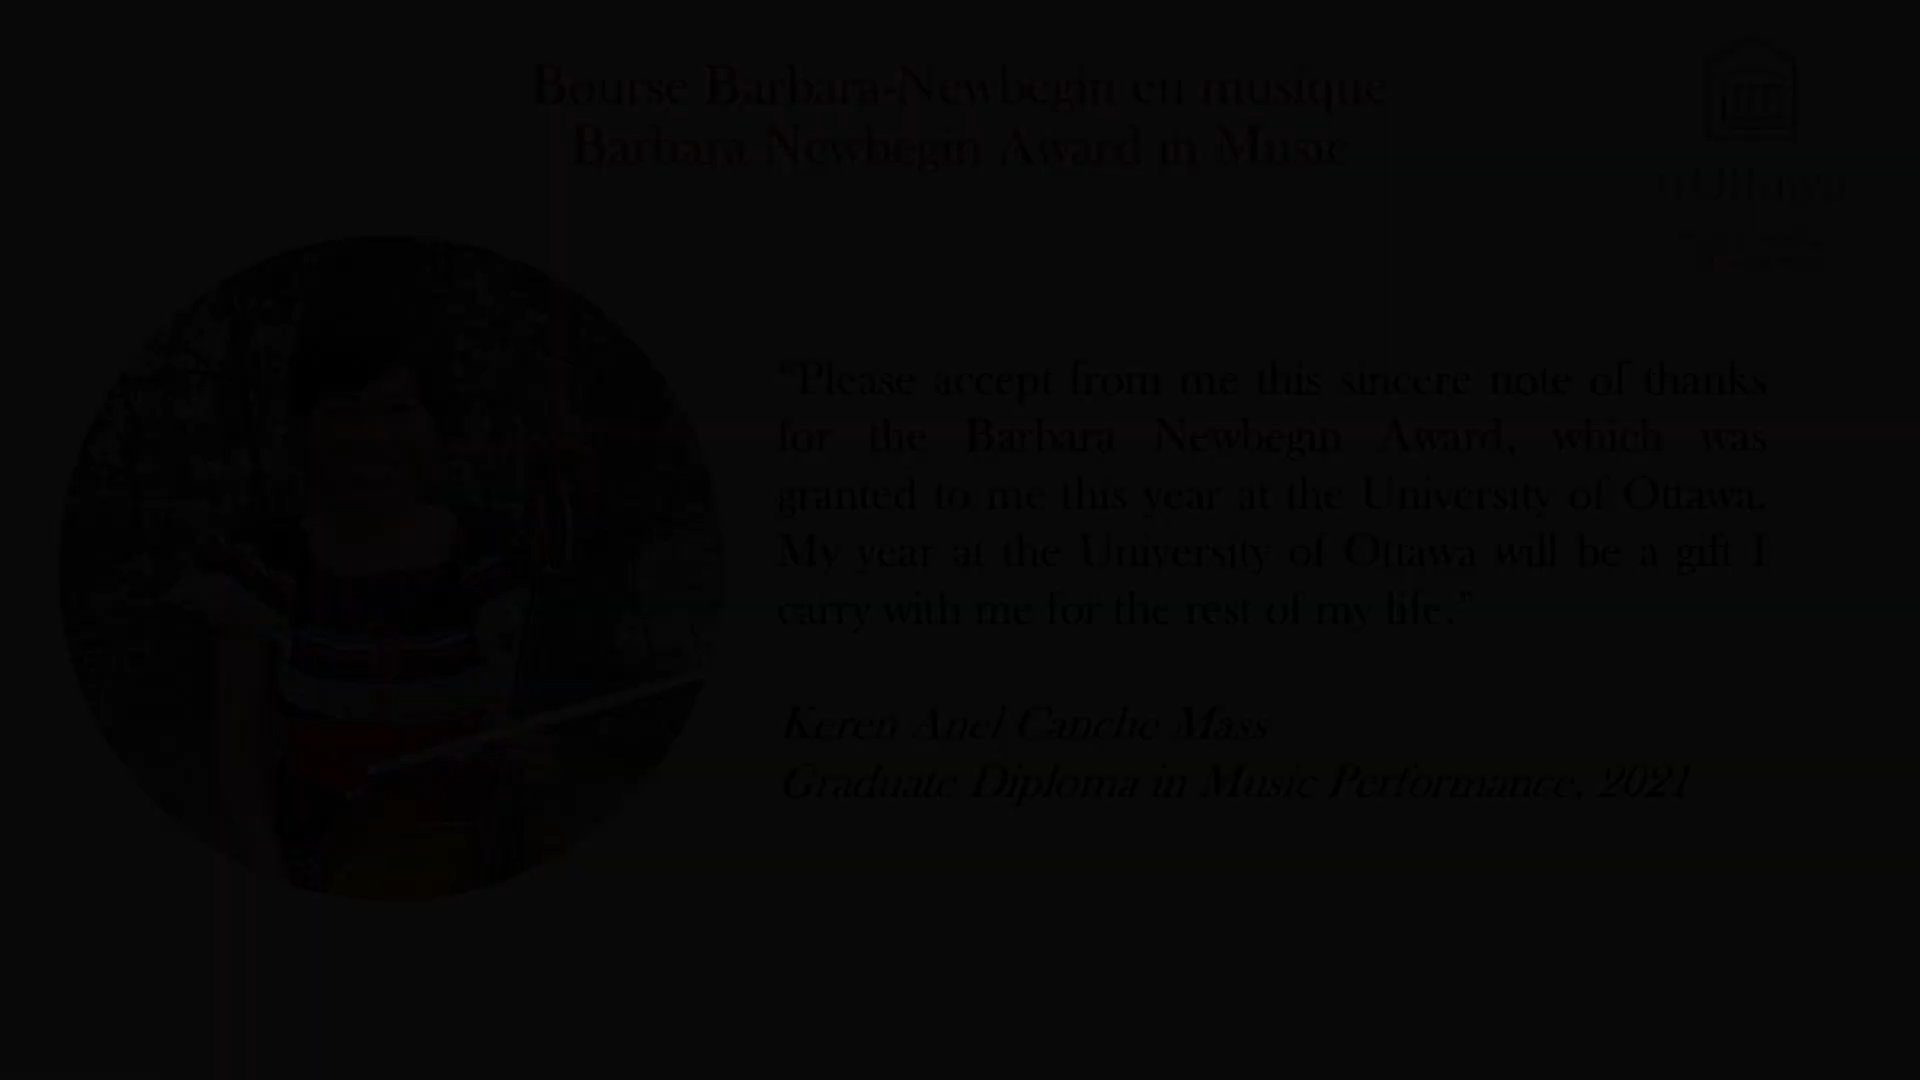 Bourse Barbara-Newbegin en musique
Barbara Newbegin Award in Music
uOttawa
"Please accept from me this sincere note of thanks
for the Barbara Newbegin Award, which was
granted to me this year at the University of Ottawa.
My year at the University of Ottawa will be a gift I
carry with me for the rest of my life."
Keren Anel Canche Mass
Graduate Diploma in Music Performance, 2021